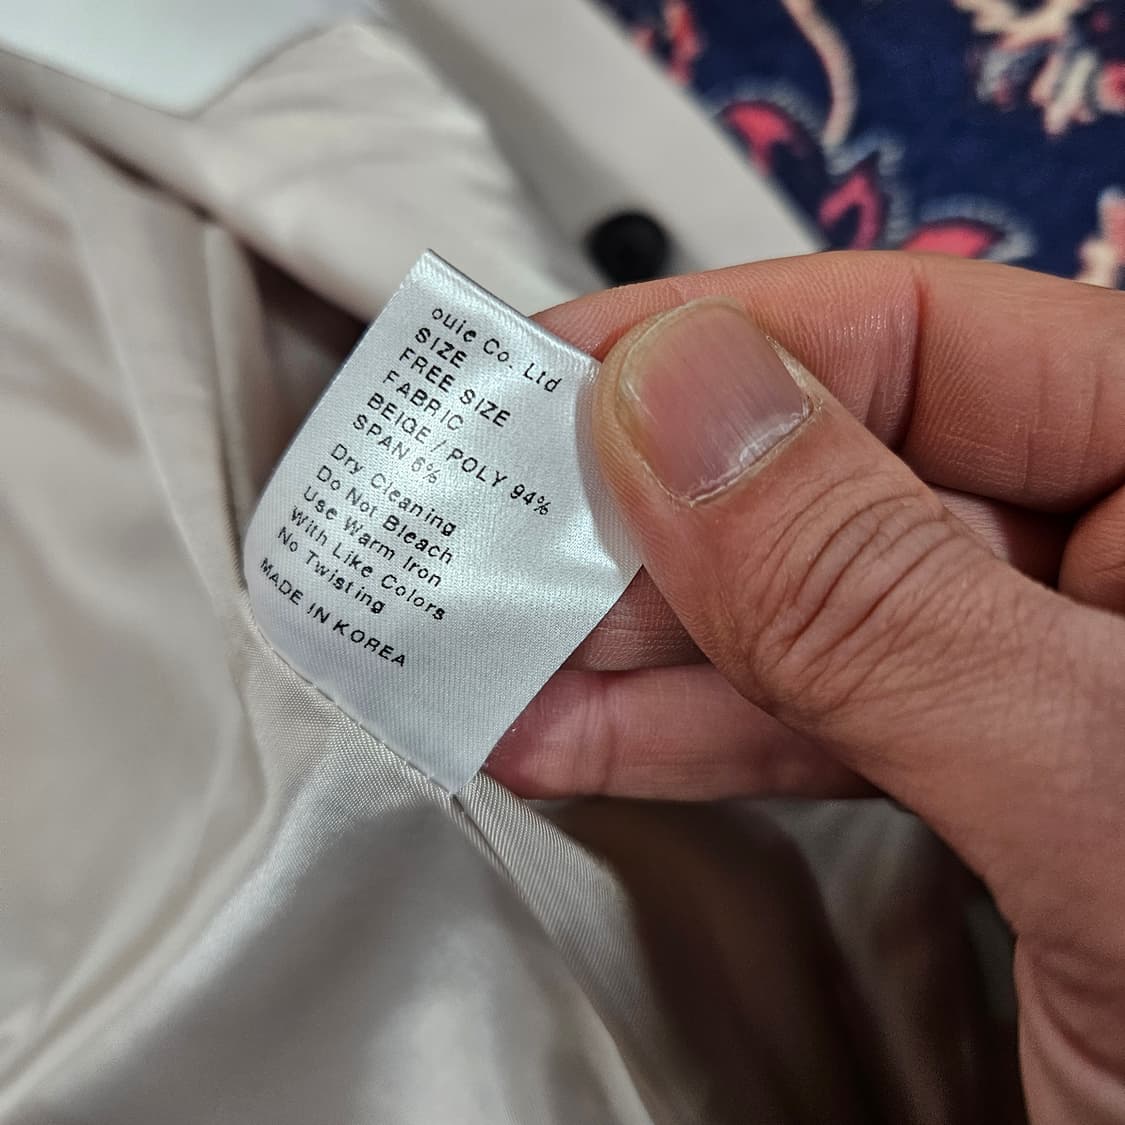 ouie Co. Ltd
SIZE
FREE SIZE
FABRIC
BEIGE / POLY 94%
SPAN 6%
Dry Cleaning
Do Not Bleach
Use Warm Iron
With Like Colors
No Twisting
MADE IN KOREA